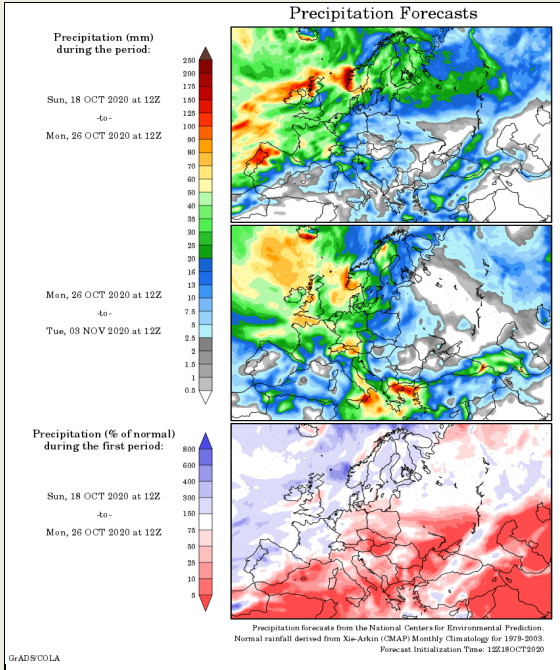 Precipitation Forecasts
Precipitation (mm)
during the period:
Sun, 18 OCT 2020 at 12Z
-to-
Mon, 26 OCT 2020 at 12Z
250
200
175
150
125
100
90
80
70
60
50
40
35
30
25
20
16
13
10
7.5
5
2.5
2
1.5
1
0.5
Mon, 26 OCT 2020 at 12Z
-to-
Tue, 03 NOV 2020 at 12Z
Precipitation (% of normal)
during the first period:
Sun, 18 OCT 2020 at 12Z
-to-
Mon, 26 OCT 2020 at 12Z
800
600
400
300
150
75
50
25
10
5
Precipitation forecasts from the National Centers for Environmental Prediction.
Normal rainfall derived from Xie-Arkin (CMAP) Monthly Climatology for 1979-2003.
Forecast Initialization Time: 12Z18OCT2020
GrADS/COLA